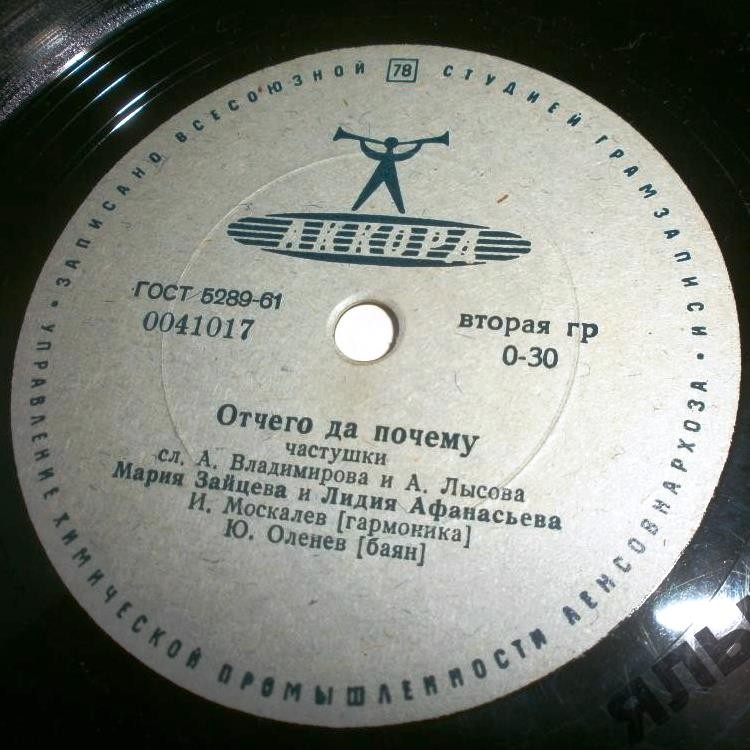 ЗАПИСАНО ВСЕСОЮЗНОЙ 78 СТУДИЕЙ ГРАМЗАПИСИ
АККОРД
ГОСТ 5289-61
0041017
вторая гр
0-30
Отчего да почему
частушки
сл. А. Владимирова и А. Лысова
Мария Зайцева и Лидия Афанасьева
И. Москалев [гармоника]
Ю. Оленев [баян]
УПРАВЛЕНИЕ ХИМИЧЕСКОЙ ПРОМЫШЛЕННОСТИ ЛЕНСОВНАРХОЗА